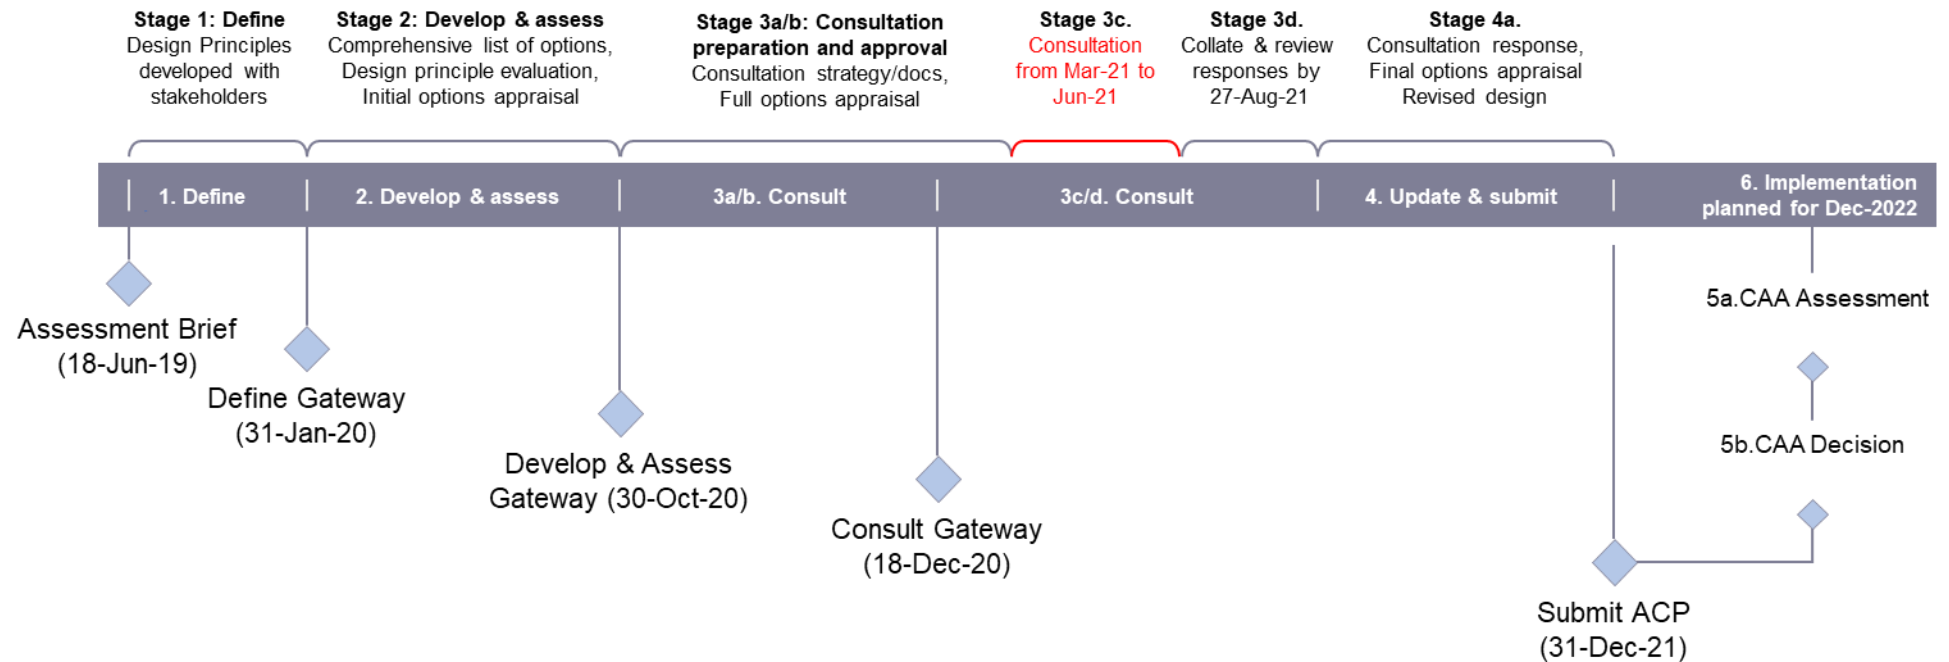 Stage 1: Define
Design Principles
developed with
stakeholders
Stage 2: Develop & assess
Comprehensive list of options,
Design principle evaluation,
Initial options appraisal
Stage 3a/b: Consultation
preparation and approval
Consultation strategy/docs,
Full options appraisal
Stage 3c.
Consultation
from Mar-21 to
Jun-21
Stage 3d.
Collate & review
responses by
27-Aug-21
Stage 4a.
Consultation response,
Final options appraisal
Revised design
1. Define
2. Develop & assess
3a/b. Consult
3c/d. Consult
4. Update & submit
6. Implementation
planned for Dec-2022
Assessment Brief
(18-Jun-19)
Define Gateway
(31-Jan-20)
Develop & Assess
Gateway (30-Oct-20)
Consult Gateway
(18-Dec-20)
Submit ACP
(31-Dec-21)
5a.CAA Assessment
5b.CAA Decision